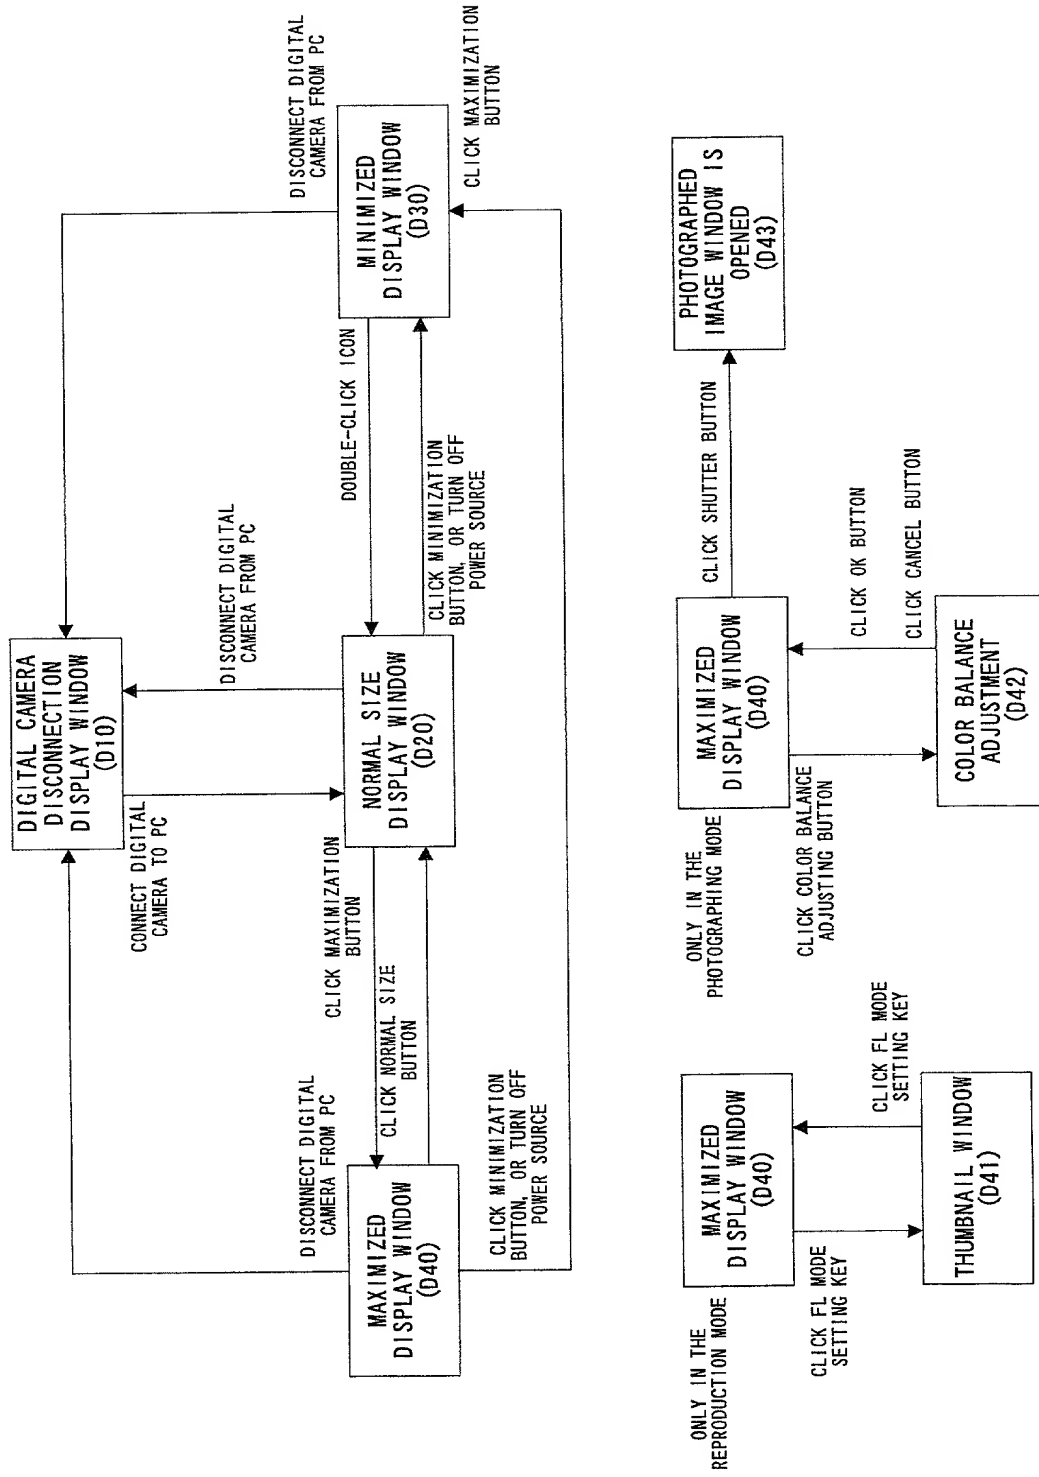 DIGITAL CAMERA
DISCONNECTION
DISPLAY WINDOW
(D10)
CONNECT DIGITAL
CAMERA TO PC
DISCONNECT DIGITAL
CAMERA FROM PC
DISCONNECT DIGITAL
CAMERA FROM PC
DISCONNECT DIGITAL
CAMERA FROM PC
CLICK MAXIMIZATION
BUTTON
DOUBLE-CLICK ICON
MAXIMIZED
DISPLAY WINDOW
(D40)
CLICK NORMAL SIZE
BUTTON
NORMAL SIZE
DISPLAY WINDOW
(D20)
MINIMIZED
DISPLAY WINDOW
(D30)
CLICK MINIMIZATION
BUTTON, OR TURN OFF
POWER SOURCE
CLICK MINIMIZATION
BUTTON, OR TURN OFF
POWER SOURCE
CLICK MAXIMIZATION
BUTTON
ONLY IN THE
REPRODUCTION MODE
MAXIMIZED
DISPLAY WINDOW
(D40)
CLICK FL MODE
SETTING KEY
CLICK FL MODE
SETTING KEY
THUMBNAIL WINDOW
(D41)
ONLY IN THE
PHOTOGRAPHING MODE
MAXIMIZED
DISPLAY WINDOW
(D40)
CLICK SHUTTER BUTTON
PHOTOGRAPHED
IMAGE WINDOW IS
OPENED
(D43)
CLICK COLOR BALANCE
ADJUSTING BUTTON
CLICK OK BUTTON
CLICK CANCEL BUTTON
COLOR BALANCE
ADJUSTMENT
(D42)